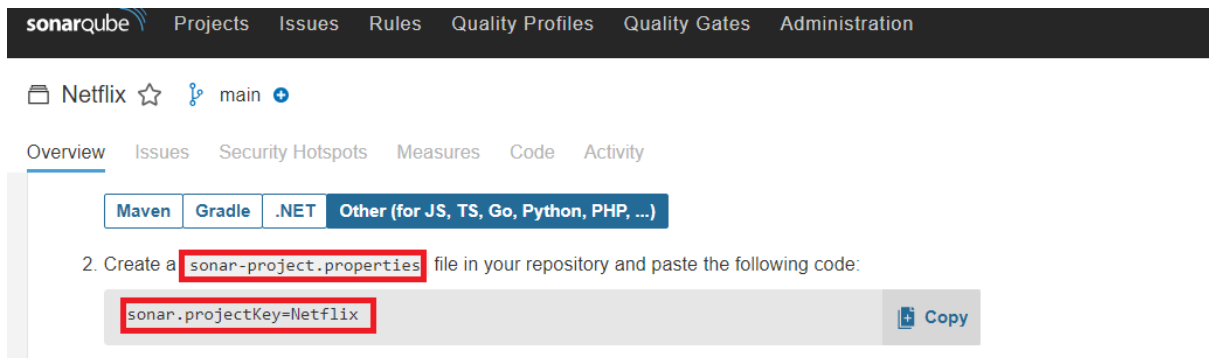 sonarqube Projects Issues Rules Quality Profiles Quality Gates Administration
Netflix main
Overview Issues Security Hotspots Measures Code Activity
Maven Gradle .NET Other (for JS, TS, Go, Python, PHP, ...)
2. Create a sonar-project.properties file in your repository and paste the following code:
sonar.projectKey=Netflix Copy